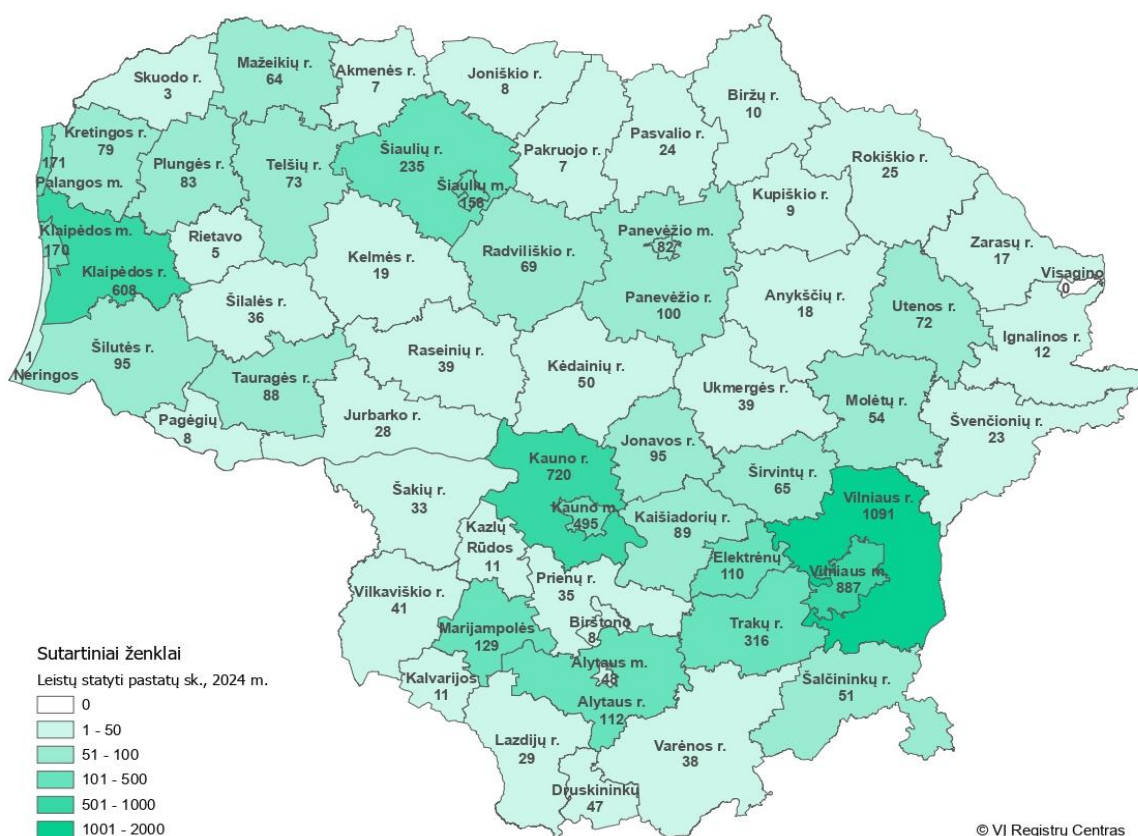 Skuodo r.
3
Mažeikių r.
64
Akmenės r.
7
Joniškio r.
8
Biržų r.
10
Kretingos r.
79
Plungės r.
83
Telšių r.
73
Šiaulių r.
235
Šiaulių m.
158
Pakruojo r.
7
Pasvalio r.
24
Rokiškio r.
25
Kupiškio r.
9
171
Palangos m.
Klaipėdos m.
170
Klaipėdos r.
608
Rietavo
5
Kelmės r.
19
Radviliškio r.
69
Panevėžio m.
82
Panevėžio r.
100
Zarasų r.
17
Visagino
0
Anykščių r.
18
Utenos r.
72
Ignalinos r.
12
Šilalės r.
36
Šilutės r.
95
1
Neringos
Tauragės r.
88
Raseinių r.
39
Kėdainių r.
50
Ukmergės r.
39
Molėtų r.
54
Švenčionių r.
23
Pagėgių
8
Jurbarko r.
28
Jonavos r.
95
Kauno r.
720
Kauno m.
495
Širvintų r.
65
Vilniaus r.
1091
Šakių r.
33
Kazlų
Rūdos
11
Kaišiadorių r.
89
Elektrėnų
110
Vilniaus m.
887
Vilkaviškio r.
41
Prienų r.
35
Birštono
8
Marijampolės
129
Trakų r.
316
Alytaus m.
48
Alytaus r.
112
Kalvarijos
11
Šalčininkų r.
51
Lazdijų r.
29
Varėnos r.
38
Druskininkų
47
Sutartiniai ženklai
Leistų statyti pastatų sk., 2024 m.
0
1 - 50
51 - 100
101 - 500
501 - 1000
1001 - 2000
© VĮ Registrų Centras